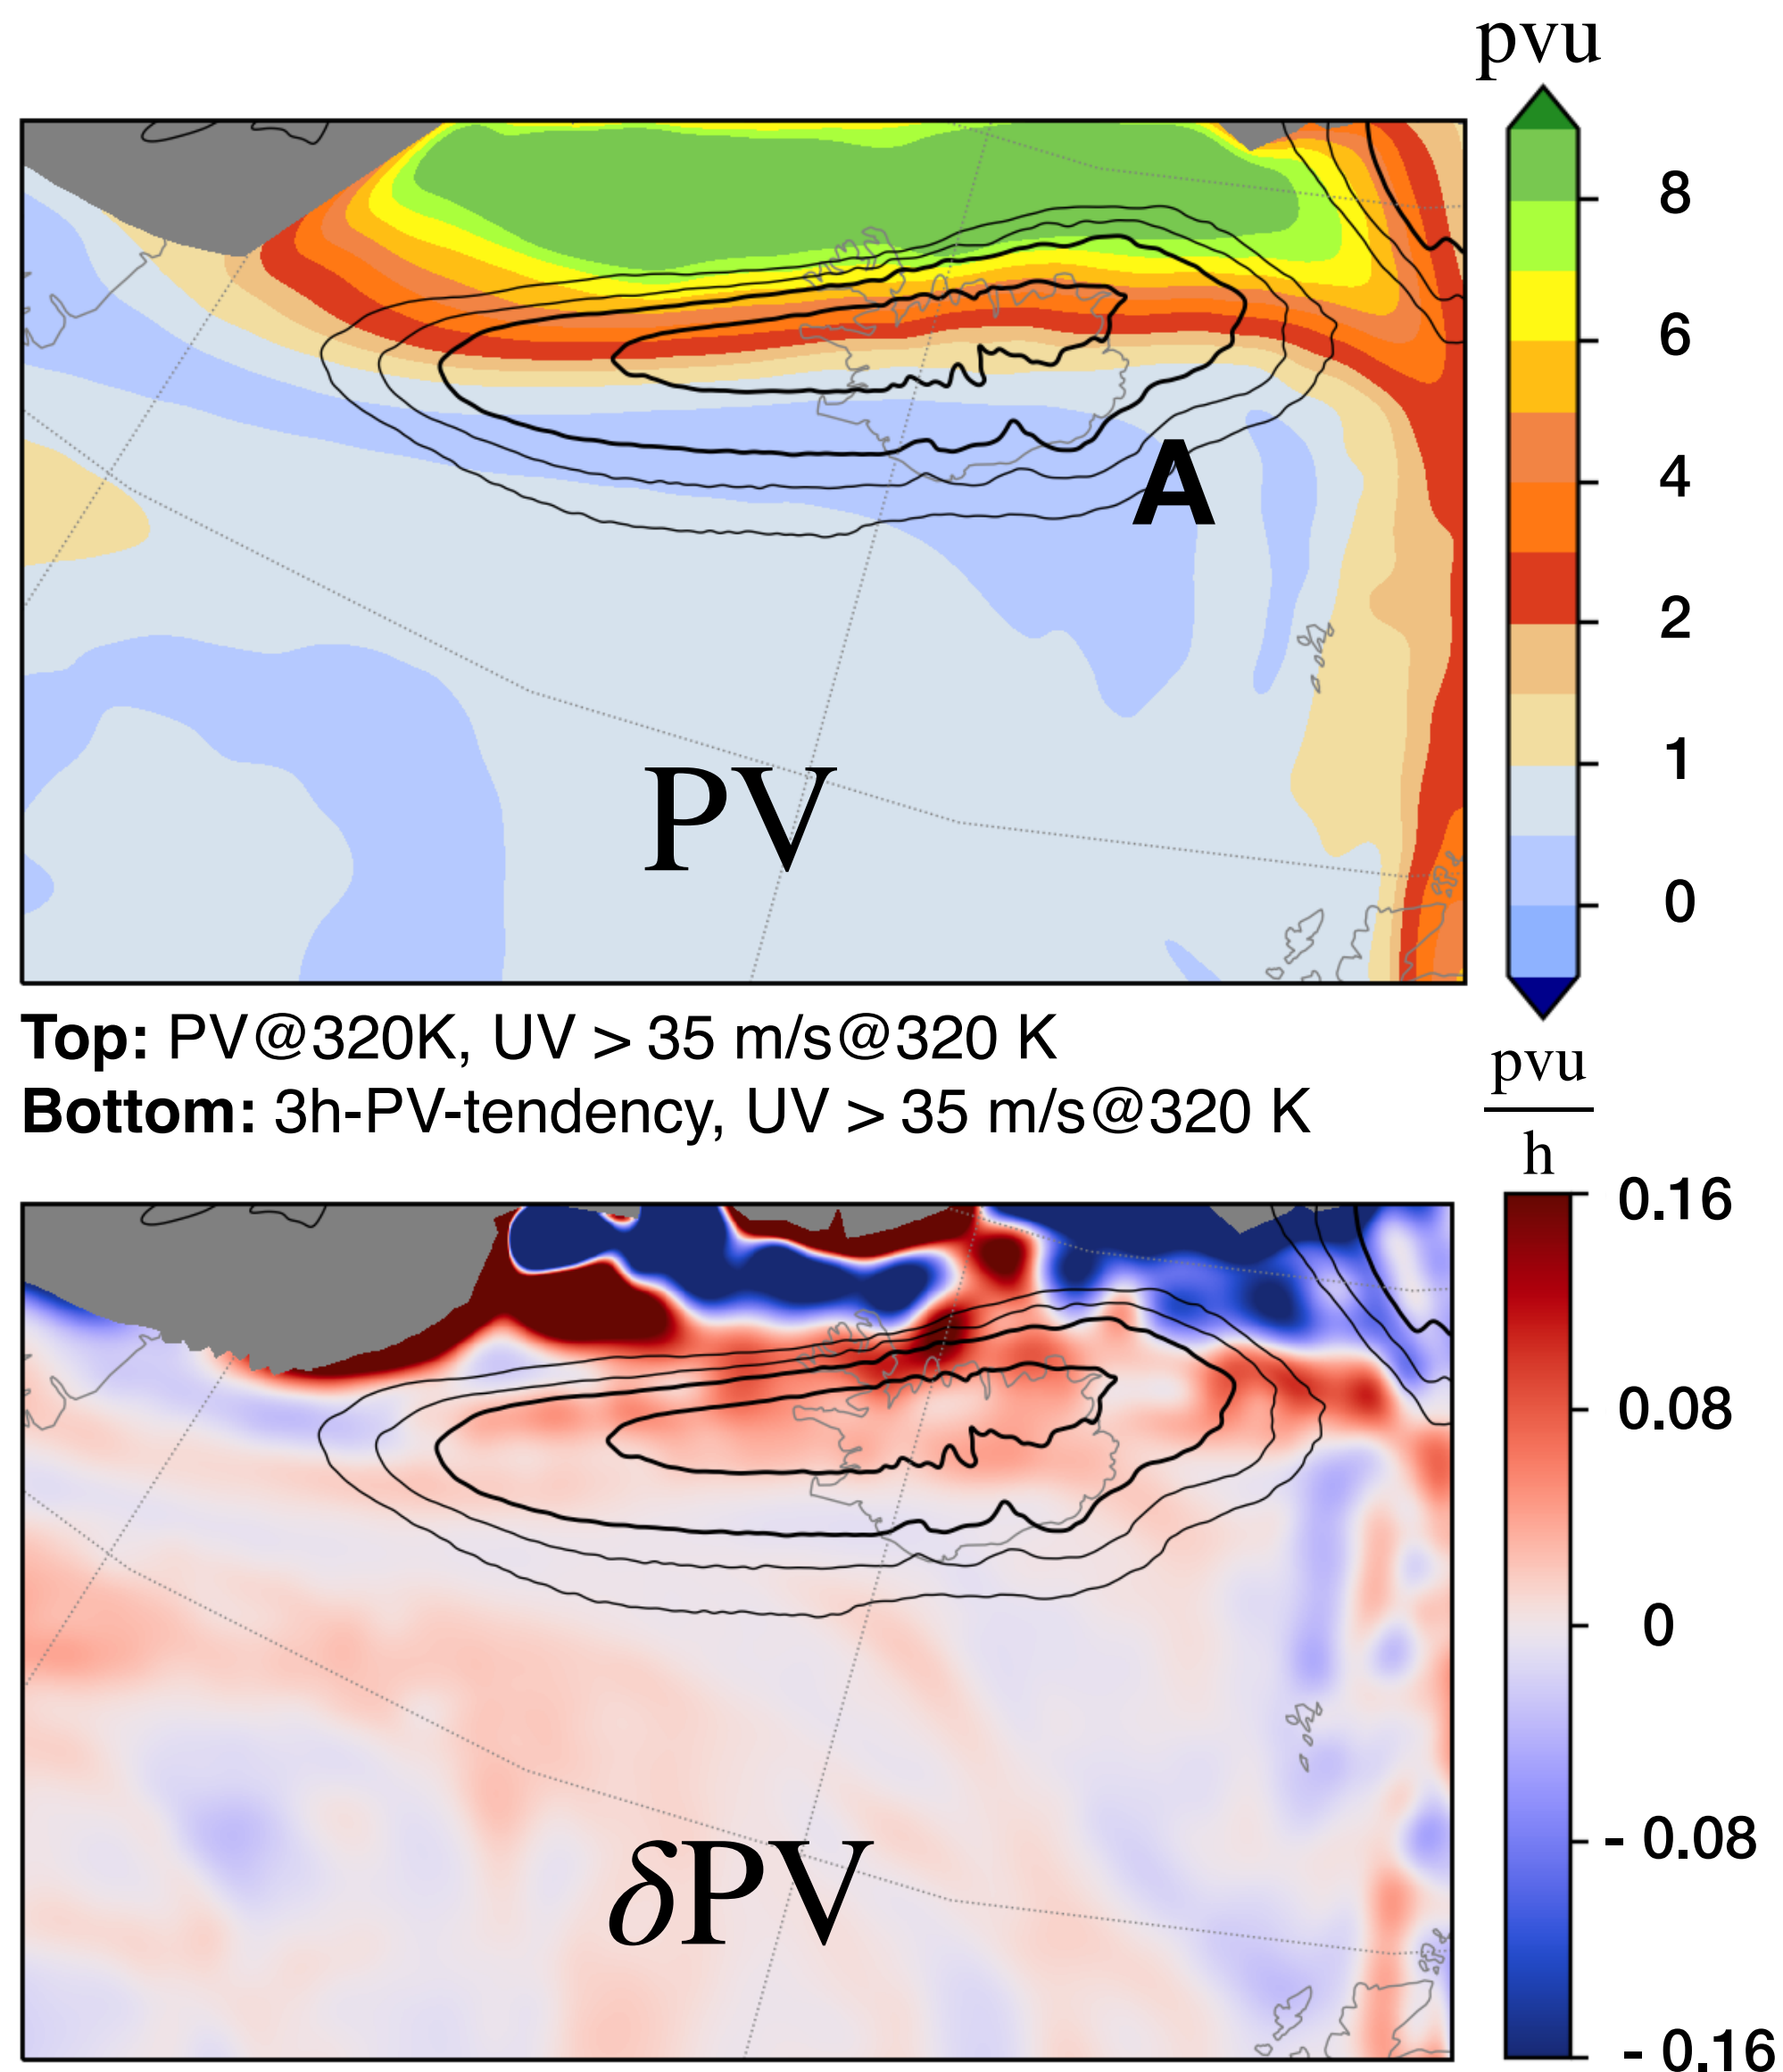 pvu
8
6
4
2
1
0
A
PV
Top: PV@320K, UV > 35 m/s@320 K
Bottom: 3h-PV-tendency, UV > 35 m/s@320 K
pvu
h
0.16
0.08
0
- 0.08
- 0.16
δPV